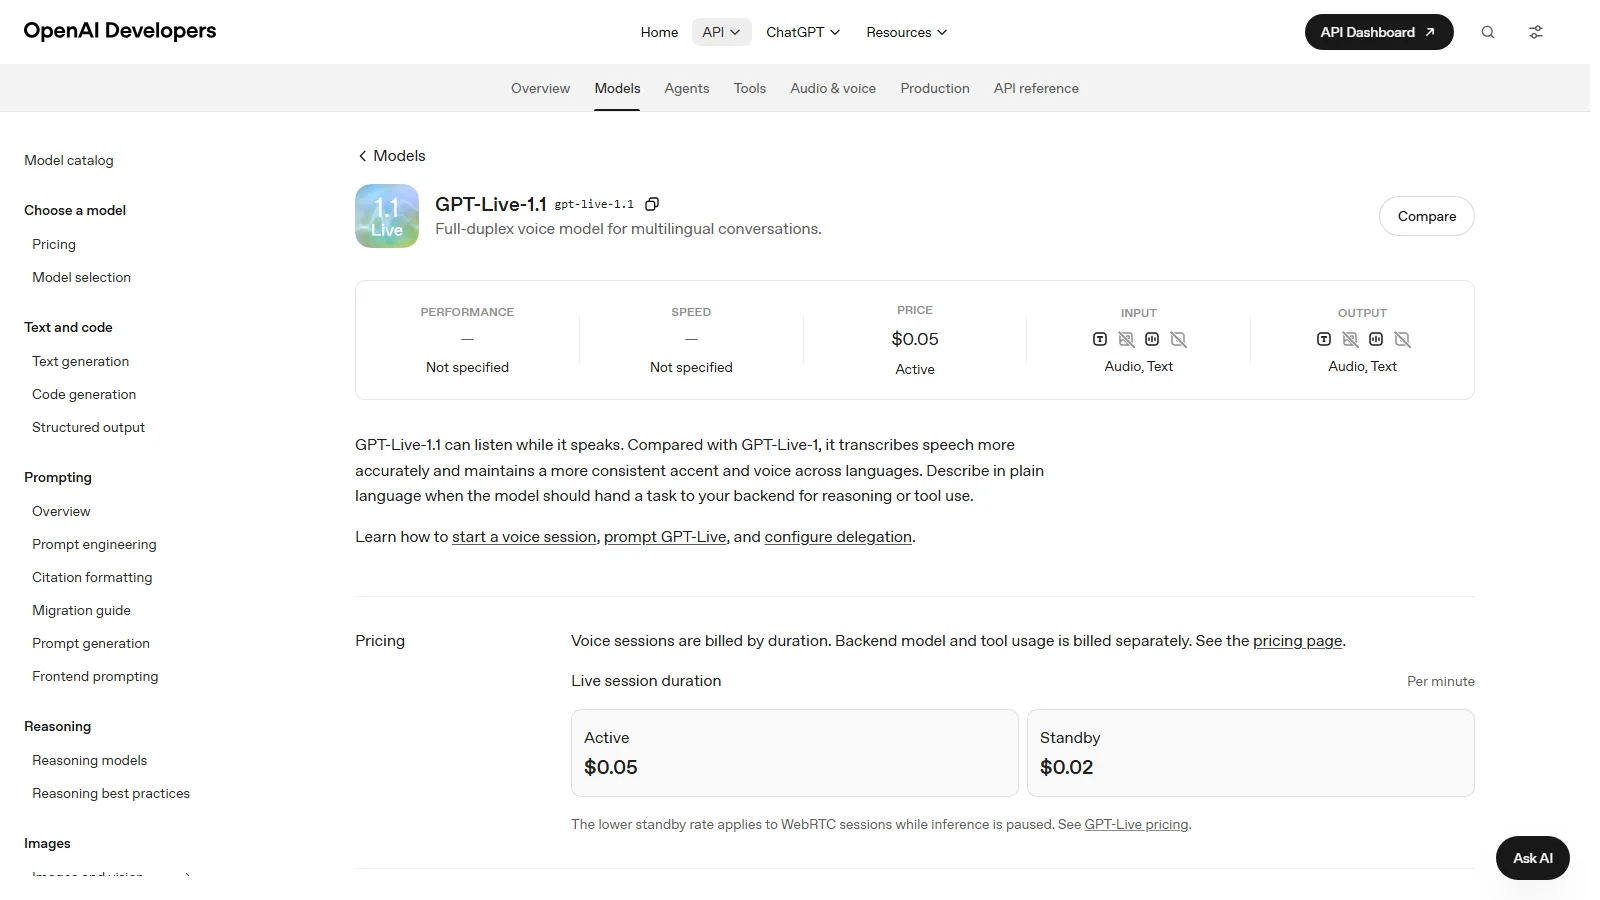 OpenAI Developers
Home
API
ChatGPT
Resources
API Dashboard
Overview
Models
Agents
Tools
Audio & voice
Production
API reference
Model catalog
Choose a model
Pricing
Model selection
Text and code
Text generation
Code generation
Structured output
Prompting
Overview
Prompt engineering
Citation formatting
Migration guide
Prompt generation
Frontend prompting
Reasoning
Reasoning models
Reasoning best practices
Images
Images and vision
Models
1.1
Live
GPT-Live-1.1 gpt-live-1.1
Full-duplex voice model for multilingual conversations.
Compare
PERFORMANCE
—
Not specified
SPEED
—
Not specified
PRICE
$0.05
Active
INPUT
Audio, Text
OUTPUT
Audio, Text
GPT-Live-1.1 can listen while it speaks. Compared with GPT-Live-1, it transcribes speech more
accurately and maintains a more consistent accent and voice across languages. Describe in plain
language when the model should hand a task to your backend for reasoning or tool use.
Learn how to start a voice session, prompt GPT-Live, and configure delegation.
Pricing
Voice sessions are billed by duration. Backend model and tool usage is billed separately. See the pricing page.
Live session duration
Per minute
Active
$0.05
Standby
$0.02
The lower standby rate applies to WebRTC sessions while inference is paused. See GPT-Live pricing.
Ask AI